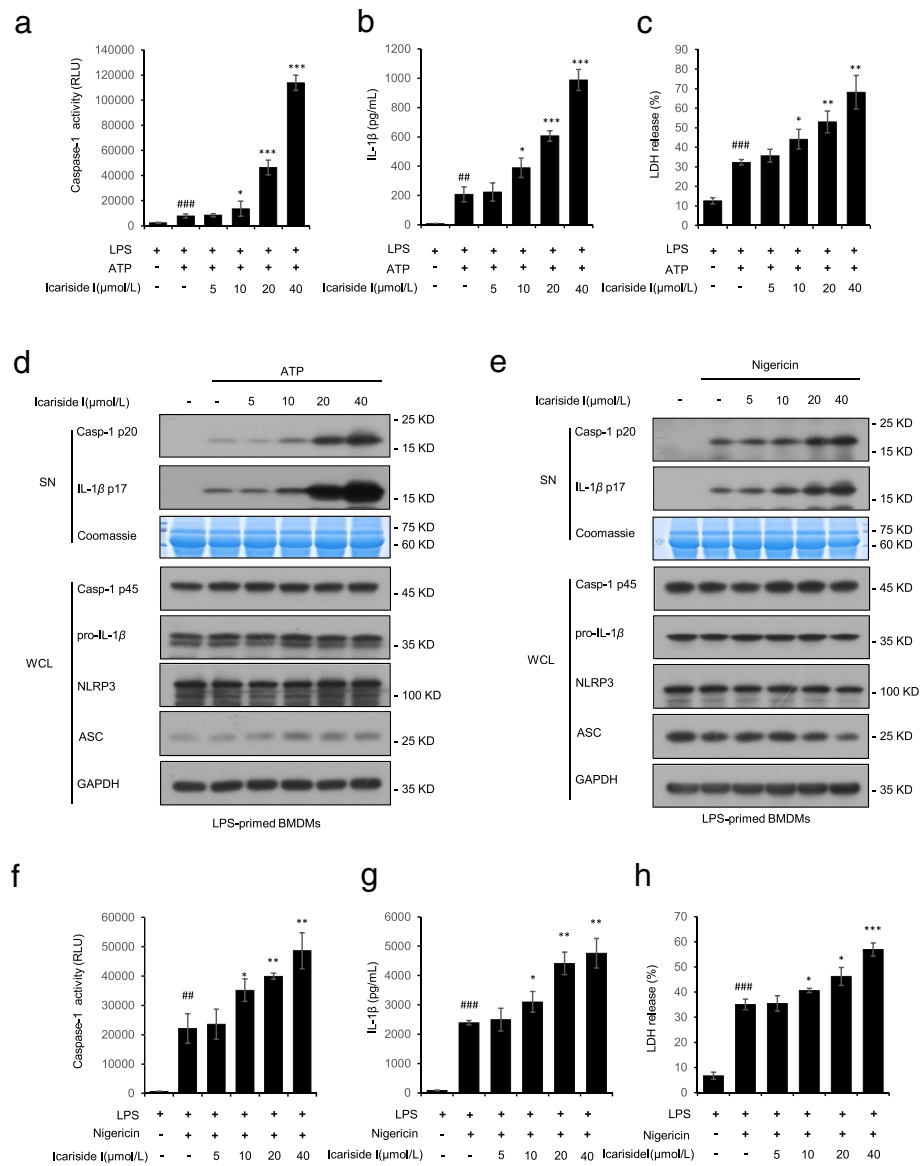 a
Caspase-1 activity (RLU)
140000
120000
100000
80000
60000
40000
20000
0
###
*
***
***
LPS + + + + + +
ATP - + + + + +
Icariside I(μmol/L) - - 5 10 20 40
b
IL-1β (pg/mL)
1200
1000
800
600
400
200
0
##
*
***
***
LPS + + + + + +
ATP - + + + + +
Icariside I(μmol/L) - - 5 10 20 40
c
LDH release (%)
90
80
70
60
50
40
30
20
10
0
###
*
**
**
LPS + + + + + +
ATP - + + + + +
Icariside I(μmol/L) - - 5 10 20 40
d
ATP
Icariside I(μmol/L) - - 5 10 20 40
SN
Casp-1 p20
- 25 KD
- 15 KD
IL-1β p17
- 15 KD
Coomassie
- 75 KD
- 60 KD
WCL
Casp-1 p45
- 45 KD
pro-IL-1β
- 35 KD
NLRP3
- 100 KD
ASC
- 25 KD
GAPDH
- 35 KD
LPS-primed BMDMs
e
Nigericin
Icariside I(μmol/L) - - 5 10 20 40
SN
Casp-1 p20
- 25 KD
- 15 KD
IL-1β p17
- 15 KD
Coomassie
- 75 KD
- 60 KD
WCL
Casp-1 p45
- 45 KD
pro-IL-1β
- 35 KD
NLRP3
- 100 KD
ASC
- 25 KD
GAPDH
- 35 KD
LPS-primed BMDMs
f
Caspase-1 activity (RLU)
60000
50000
40000
30000
20000
10000
0
##
*
**
**
LPS + + + + + +
Nigericin - + + + + +
Icariside I(μmol/L) - - 5 10 20 40
g
IL-1β (pg/mL)
6000
5000
4000
3000
2000
1000
0
###
*
**
**
LPS + + + + + +
Nigericin - + + + + +
Icariside I(μmol/L) - - 5 10 20 40
h
LDH release (%)
70
60
50
40
30
20
10
0
###
*
*
***
LPS + + + + + +
Nigericin - + + + + +
Icariside I(μmol/L) - - 5 10 20 40